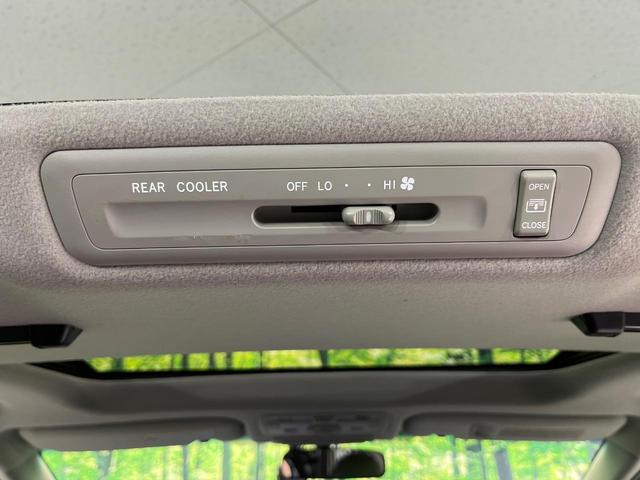 REAR COOLER OFF LO · · HI
OPEN
CLOSE